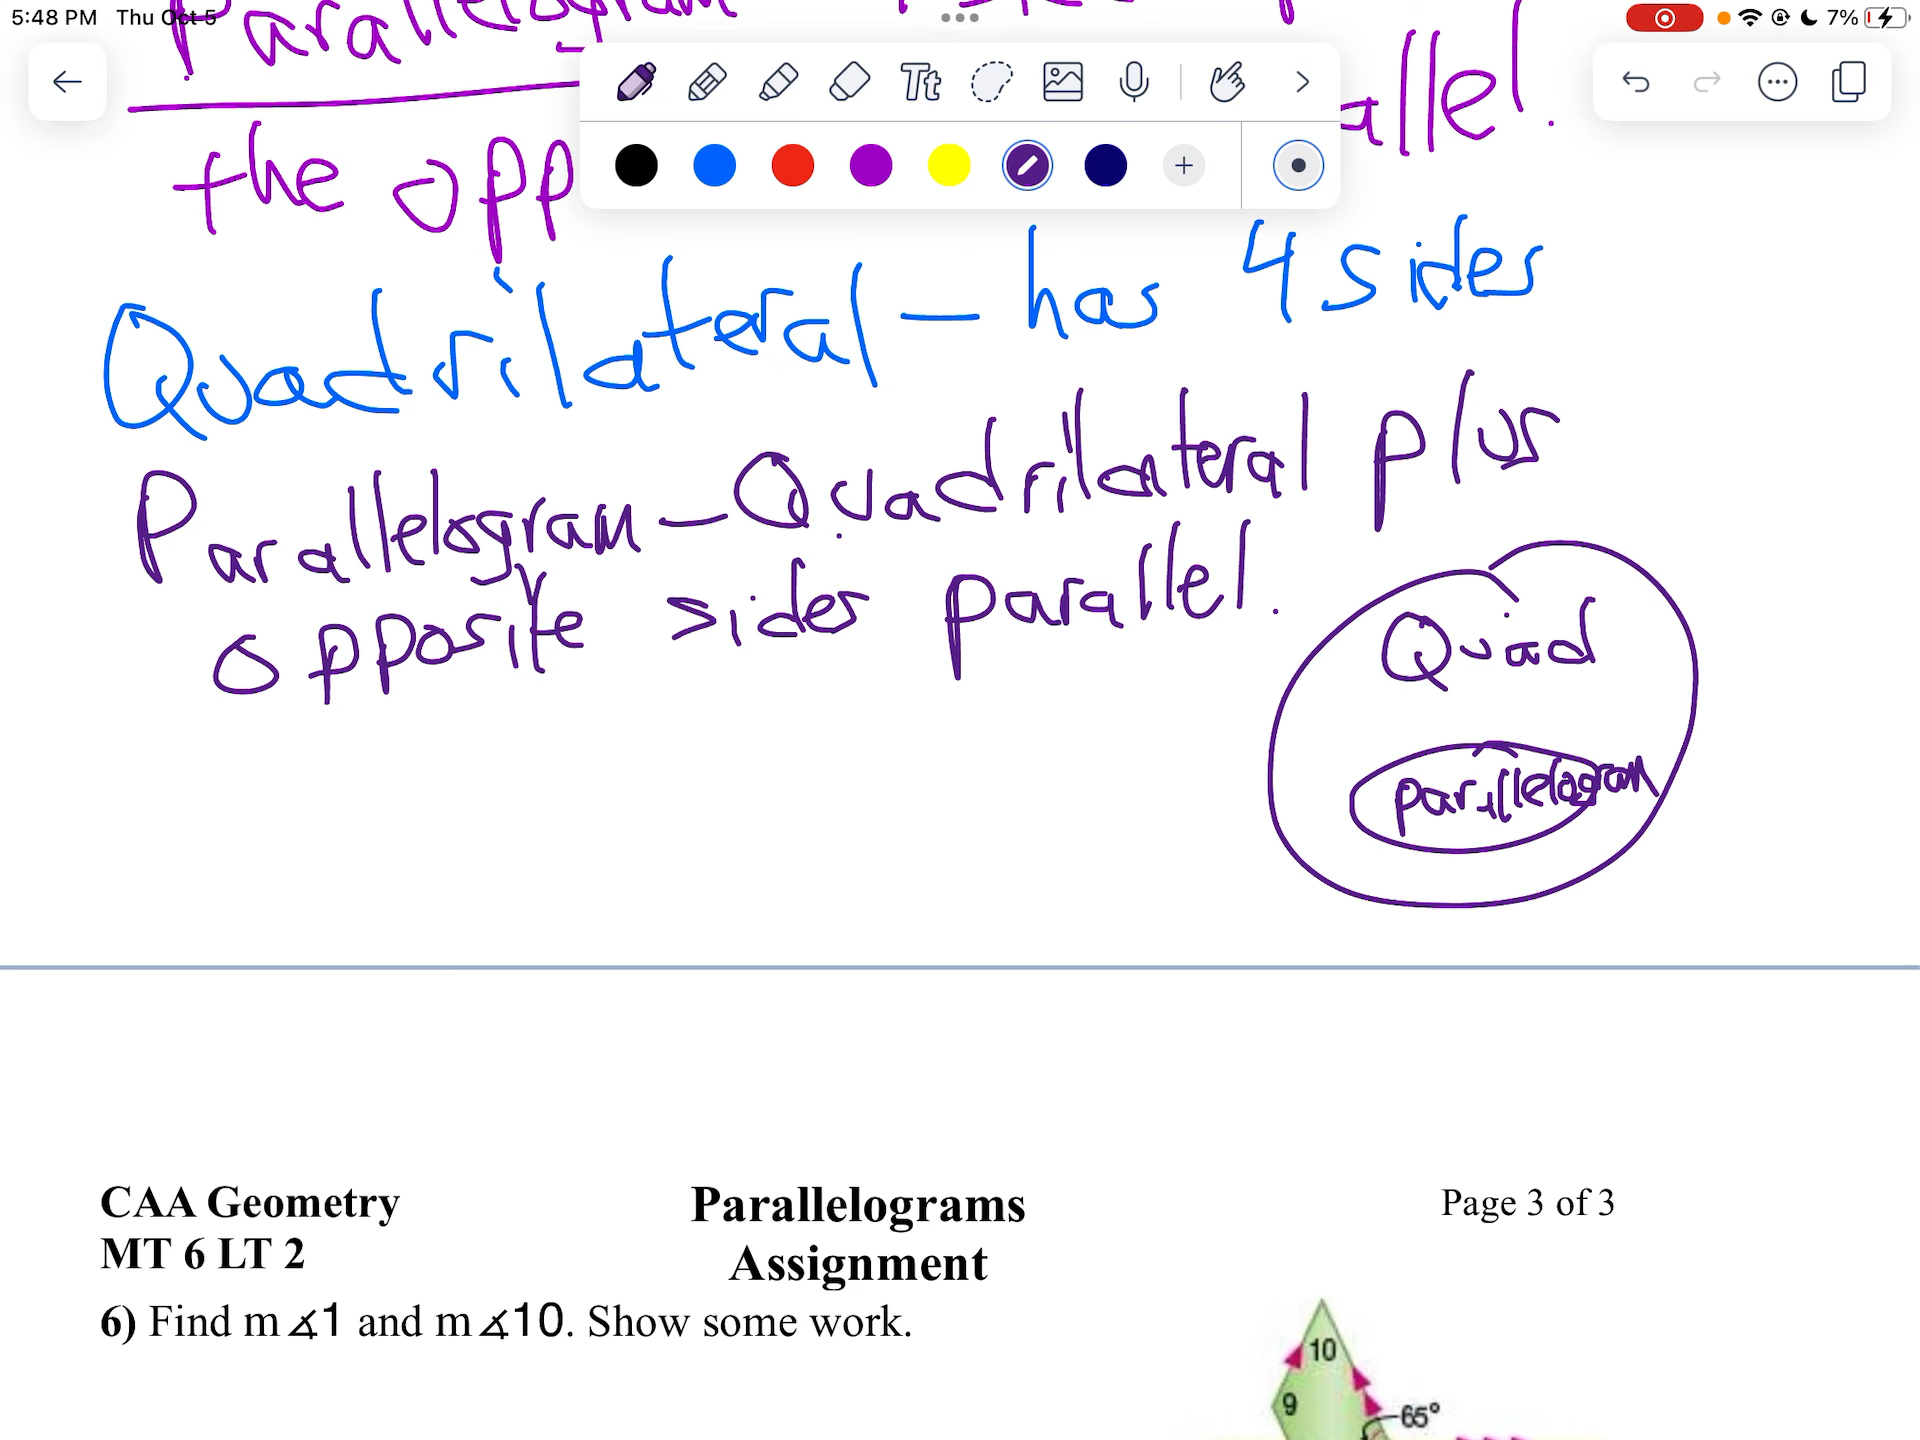 5:48 PM Thu Oct 5
7%
Parallelogram
allel.
Tt
the opp
Quadrilateral - has 4 sides
Parallelogram - Quadrilateral plus
opposite sides parallel.
Quad
parallelogram
CAA Geometry
MT 6 LT 2
Parallelograms
Assignment
Page 3 of 3
6) Find m∡1 and m∡10. Show some work.
10
9
65°